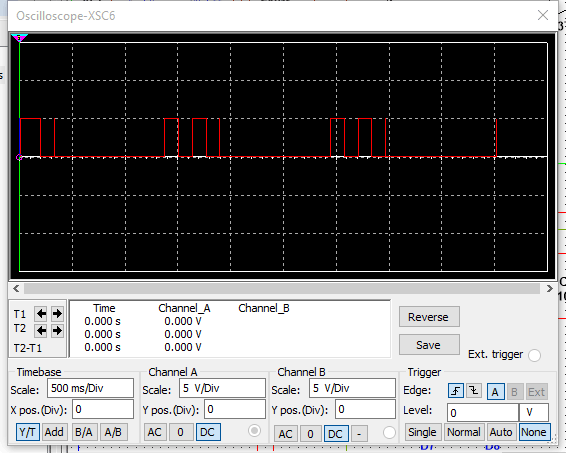 Oscilloscope-XSC6
T1
T2
T2-T1
Time Channel_A Channel_B
0.000 s 0.000 V
0.000 s 0.000 V
0.000 s 0.000 V
Reverse
Save
Ext. trigger
Timebase
Scale: 500 ms/Div
X pos.(Div): 0
Y/T Add B/A A/B
Channel A
Scale: 5 V/Div
Y pos.(Div): 0
AC 0 DC
Channel B
Scale: 5 V/Div
Y pos.(Div): 0
AC 0 DC -
Trigger
Edge: A B Ext
Level: 0 V
Single Normal Auto None